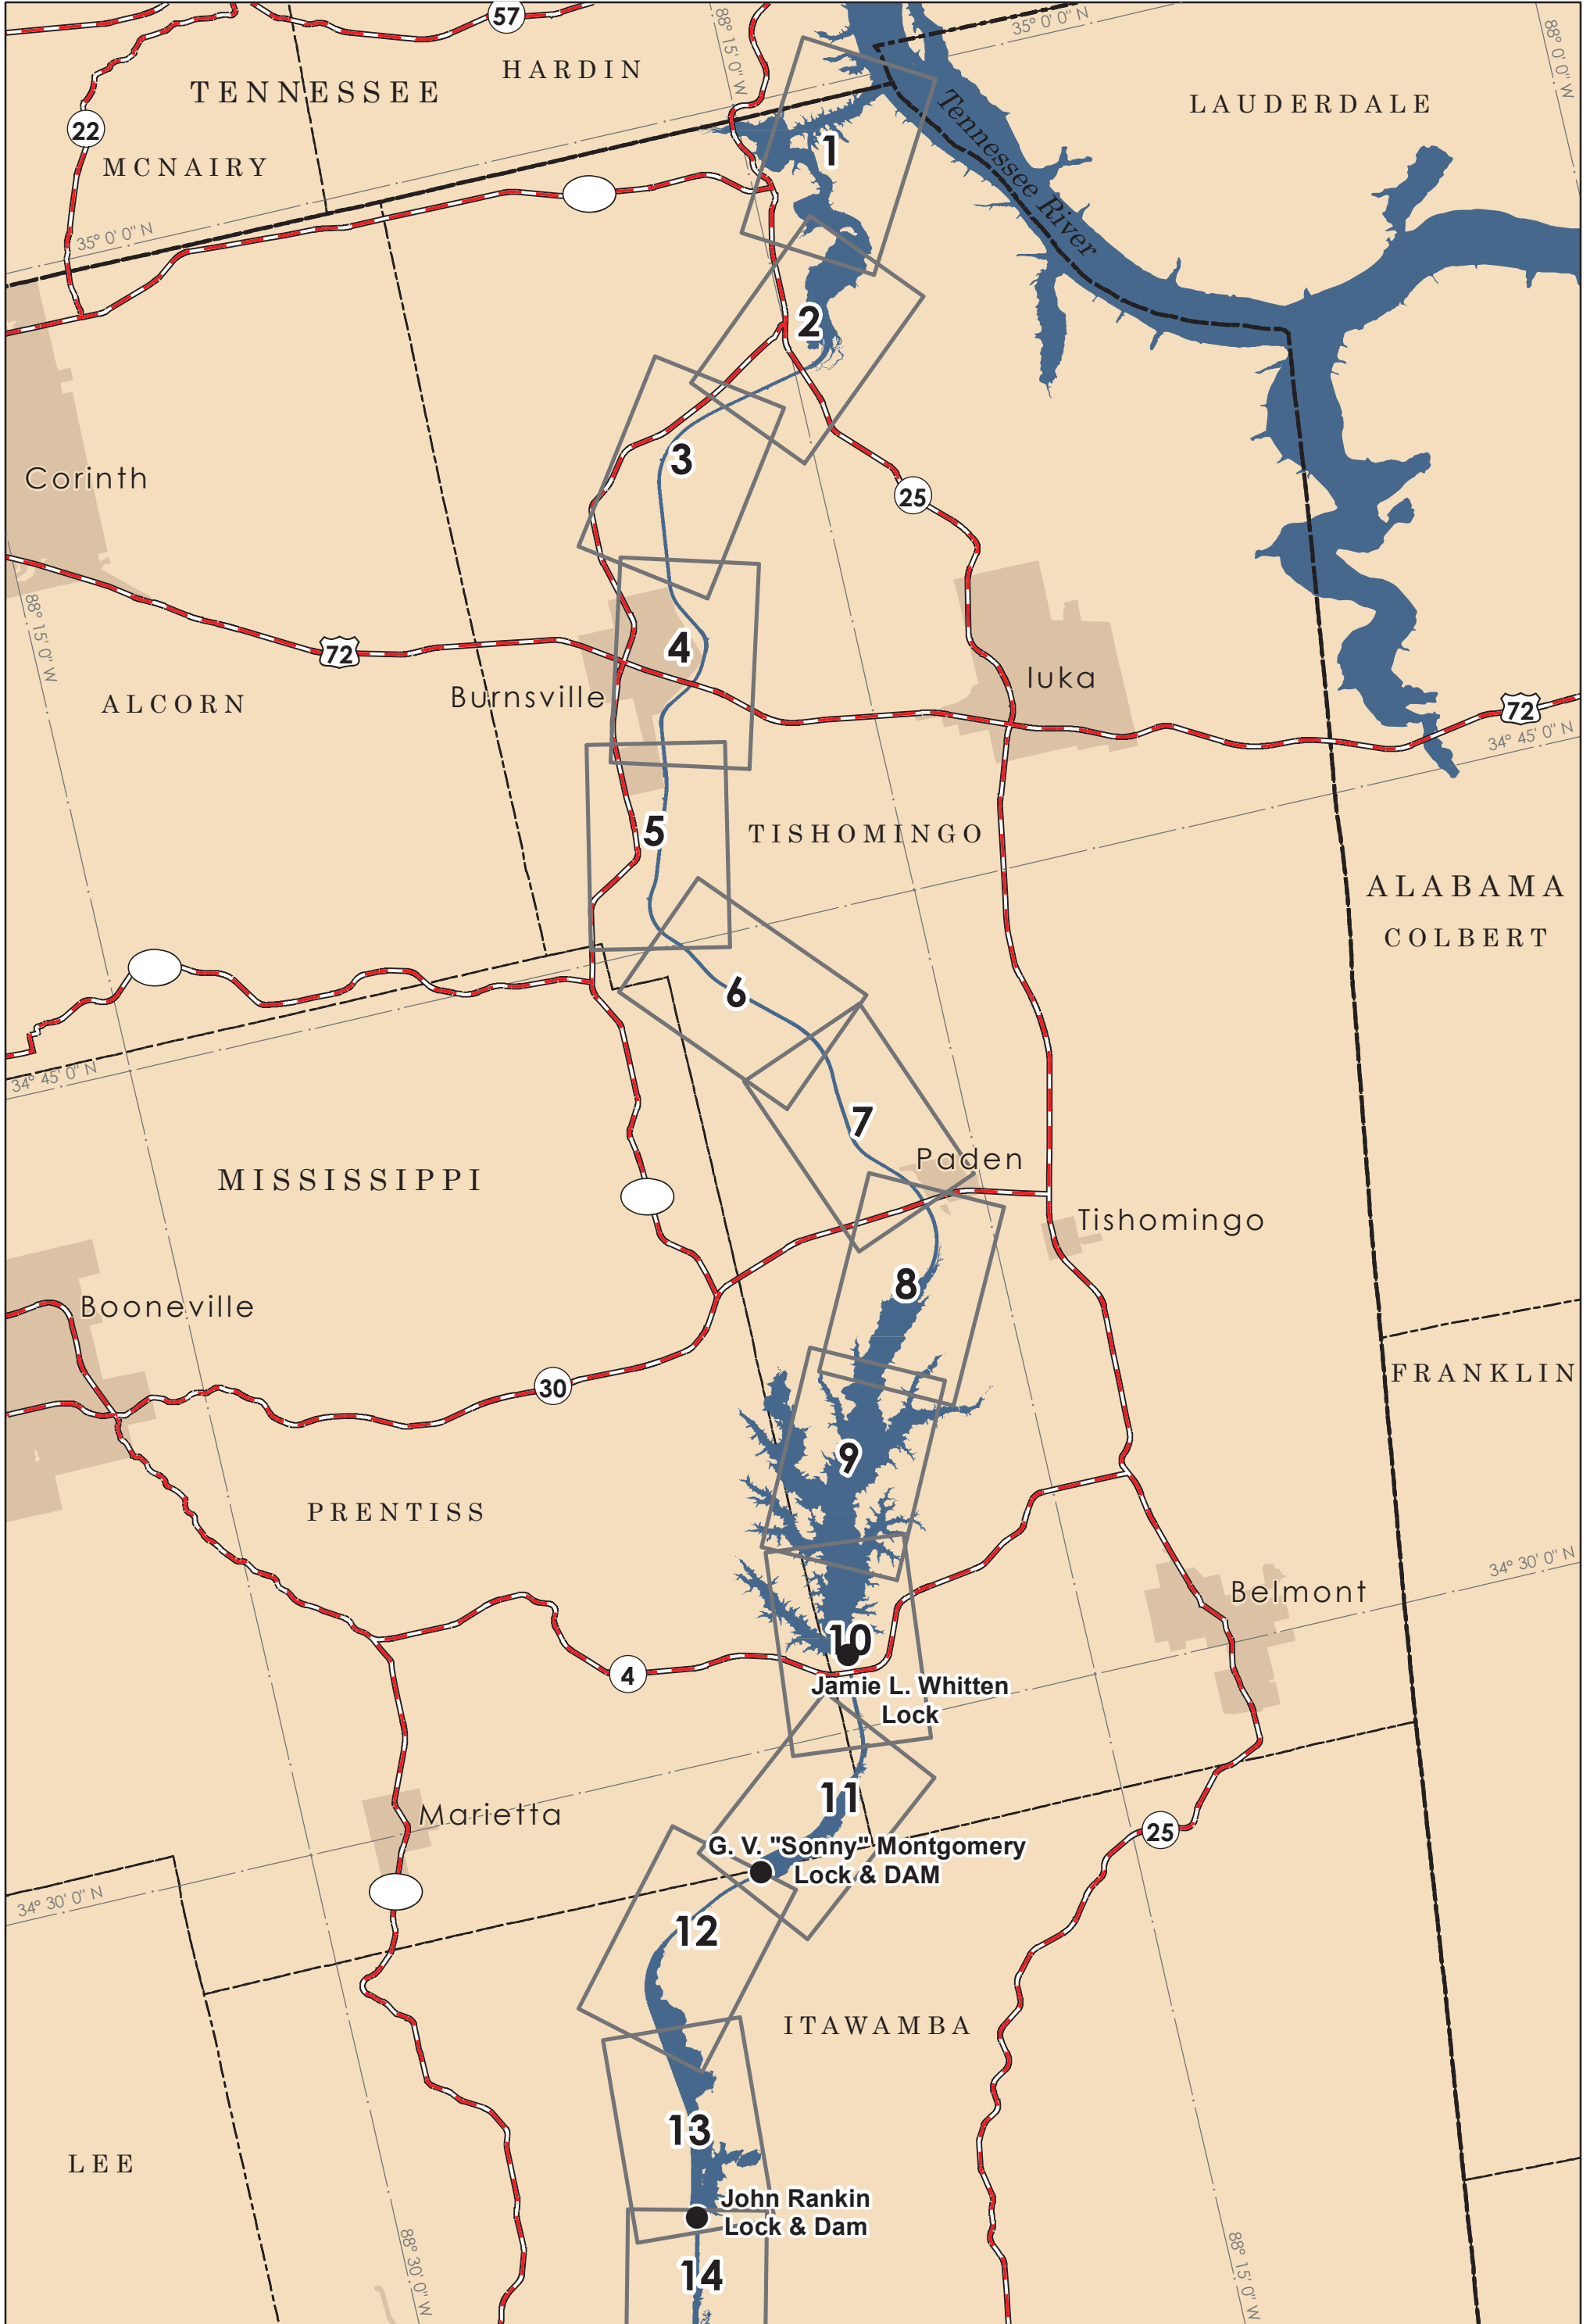 57
88° 15' 0" W
35° 0' 0" N
88° 0' 0" W
HARDIN
TENNESSEE
LAUDERDALE
22
MCNAIRY
1
Tennessee River
35° 0' 0" N
2
3
Corinth
25
88° 15' 0" W
4
72
Iuka
Burnsville
ALCORN
72
34° 45' 0" N
5
TISHOMINGO
ALABAMA
COLBERT
6
34° 45' 0" N
7
Paden
MISSISSIPPI
Tishomingo
8
Booneville
FRANKLIN
30
9
PRENTISS
34° 30' 0" N
Belmont
10
4
Jamie L. Whitten
Lock
11
Marietta
25
G. V. "Sonny" Montgomery
Lock & DAM
34° 30' 0" N
12
ITAWAMBA
13
LEE
John Rankin
Lock & Dam
88° 30' 0" W
88° 15' 0" W
14